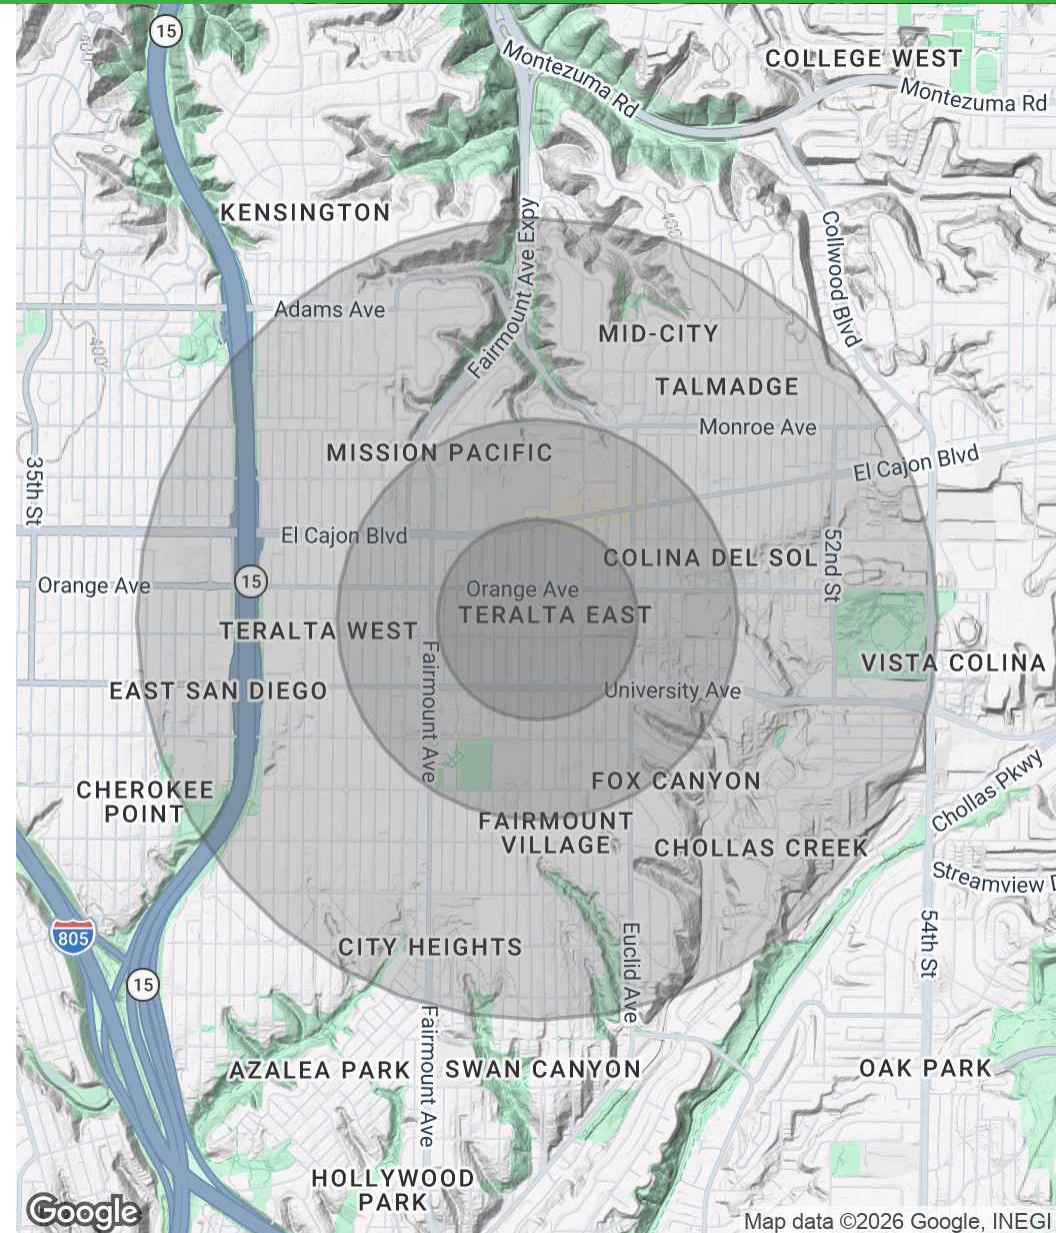 15
Montezuma Rd
COLLEGE WEST
Montezuma Rd
KENSINGTON
400
Fairmount Ave Expy
Collwood Blvd
Adams Ave
MID-CITY
400
TALMADGE
Monroe Ave
MISSION PACIFIC
35th St
El Cajon Blvd
El Cajon Blvd
52nd St
COLINA DEL SOL
15
Orange Ave
Orange Ave
TERALTA EAST
TERALTA WEST
Fairmount Ave
VISTA COLINA
EAST SAN DIEGO
University Ave
CHEROKEE
POINT
FOX CANYON
Chollas Pkwy
FAIRMOUNT
VILLAGE
CHOLLAS CREEK
Streamview D
805
CITY HEIGHTS
Euclid Ave
54th St
15
Fairmount Ave
AZALEA PARK
SWAN CANYON
OAK PARK
HOLLYWOOD
PARK
Google
Map data ©2026 Google, INEGI